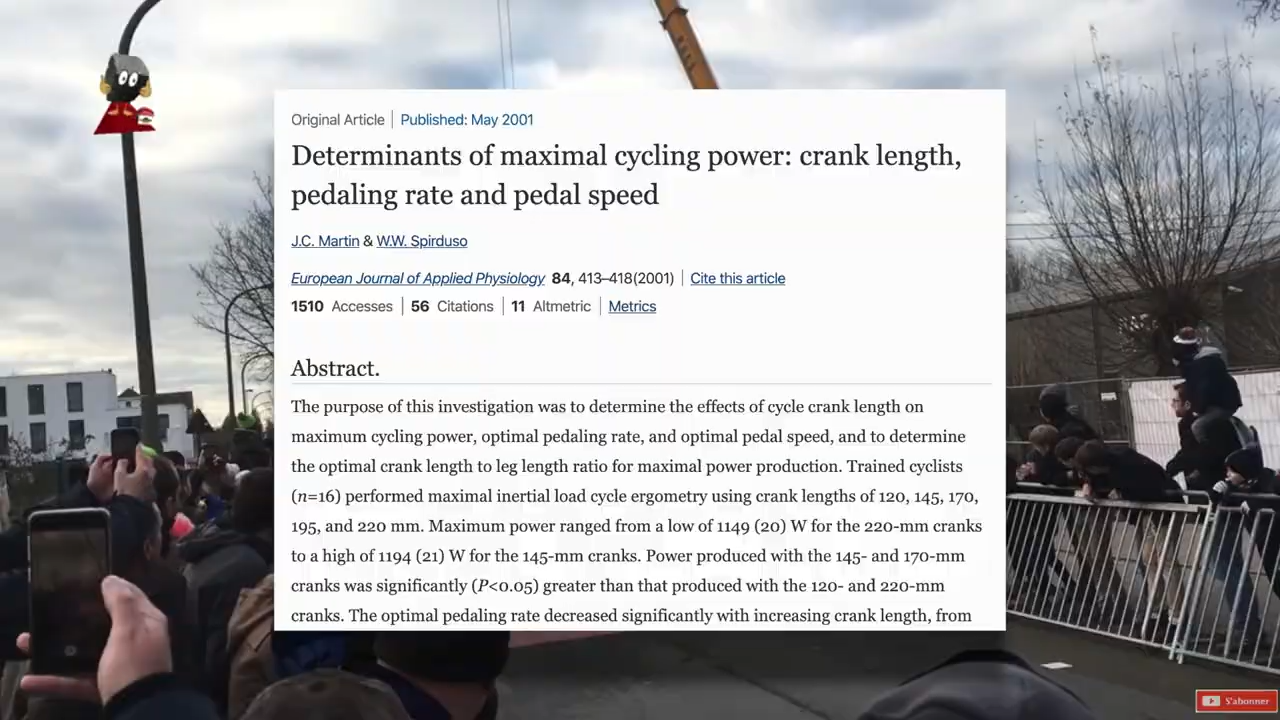 Original Article | Published: May 2001
Determinants of maximal cycling power: crank length,
pedaling rate and pedal speed
J.C. Martin & W.W. Spirduso
European Journal of Applied Physiology 84, 413–418(2001) | Cite this article
1510 Accesses | 56 Citations | 11 Altmetric | Metrics
Abstract.
The purpose of this investigation was to determine the effects of cycle crank length on
maximum cycling power, optimal pedaling rate, and optimal pedal speed, and to determine
the optimal crank length to leg length ratio for maximal power production. Trained cyclists
(n=16) performed maximal inertial load cycle ergometry using crank lengths of 120, 145, 170,
195, and 220 mm. Maximum power ranged from a low of 1149 (20) W for the 220-mm cranks
to a high of 1194 (21) W for the 145-mm cranks. Power produced with the 145- and 170-mm
cranks was significantly (P<0.05) greater than that produced with the 120- and 220-mm
cranks. The optimal pedaling rate decreased significantly with increasing crank length, from
S'abonner